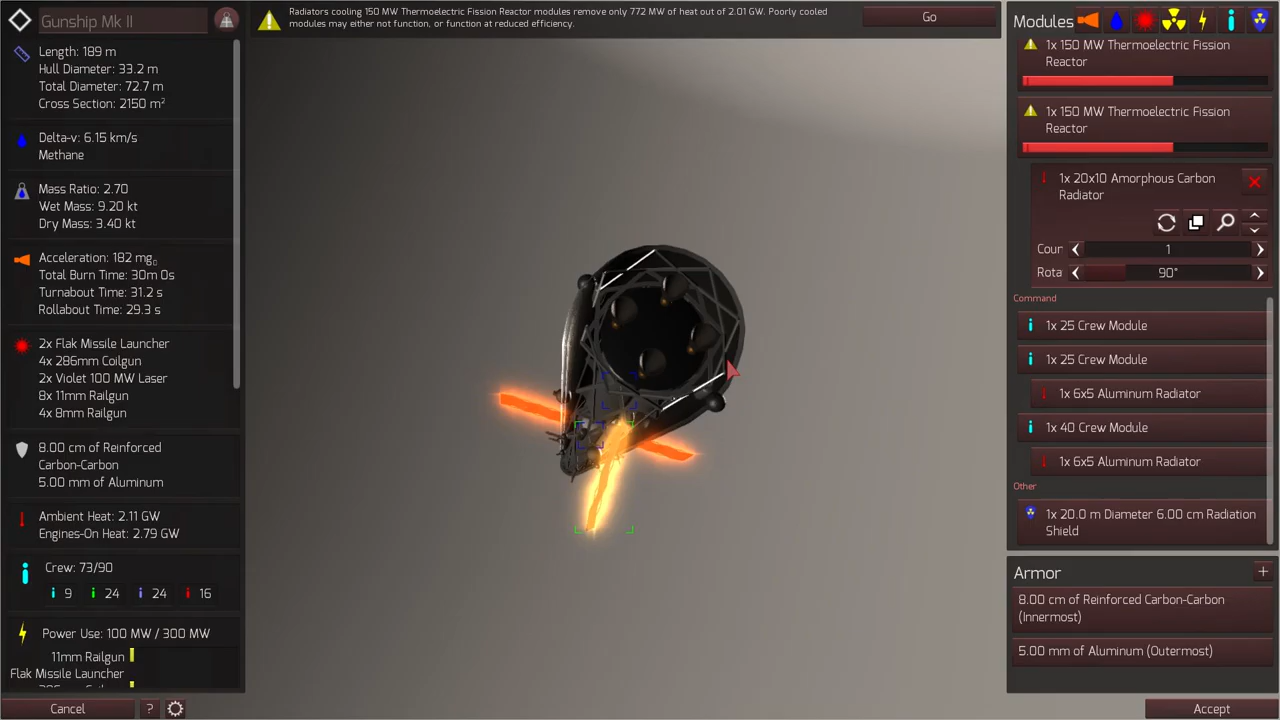 Gunship Mk II
Length: 189 m
Hull Diameter: 33.2 m
Total Diameter: 72.7 m
Cross Section: 2150 m²
Delta-v: 6.15 km/s
Methane
Mass Ratio: 2.70
Wet Mass: 9.20 kt
Dry Mass: 3.40 kt
Acceleration: 182 mg
Total Burn Time: 30m 0s
Turnabout Time: 31.2 s
Rollabout Time: 29.3 s
2x Flak Missile Launcher
4x 286mm Coilgun
2x Violet 100 MW Laser
8x 11mm Railgun
4x 8mm Railgun
8.00 cm of Reinforced
Carbon-Carbon
5.00 mm of Aluminum
Ambient Heat: 2.11 GW
Engines-On Heat: 2.79 GW
Crew: 73/90
9 24 24 16
Power Use: 100 MW / 300 MW
11mm Railgun
Flak Missile Launcher
Cancel
?
Radiators cooling 150 MW Thermoelectric Fission Reactor modules remove only 772 MW of heat out of 2.01 GW. Poorly cooled
modules may either not function, or function at reduced efficiency.
Go
Modules
1x 150 MW Thermoelectric Fission
Reactor
1x 150 MW Thermoelectric Fission
Reactor
1x 20x10 Amorphous Carbon
Radiator
Cour 1
Rota 90°
Command
1x 25 Crew Module
1x 25 Crew Module
1x 6x5 Aluminum Radiator
1x 40 Crew Module
1x 6x5 Aluminum Radiator
Other
1x 20.0 m Diameter 6.00 cm Radiation
Shield
Armor +
8.00 cm of Reinforced Carbon-Carbon
(Innermost)
5.00 mm of Aluminum (Outermost)
Accept